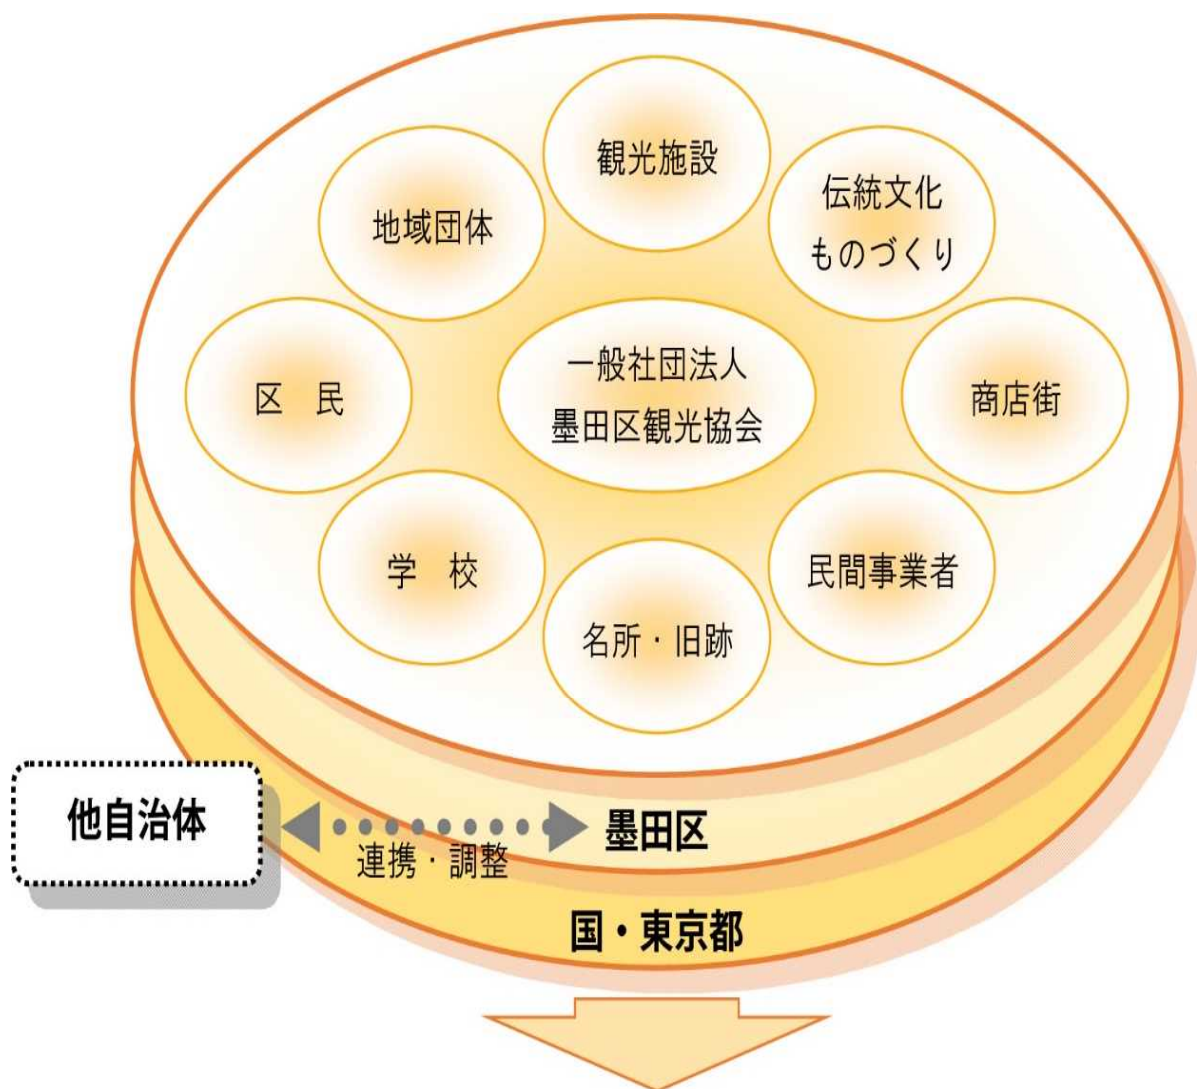 観光施設
地域団体
伝統文化
ものづくり
区　民
一般社団法人
墨田区観光協会
商店街
学　校
民間事業者
名所・旧跡
他自治体
連携・調整
墨田区
国・東京都